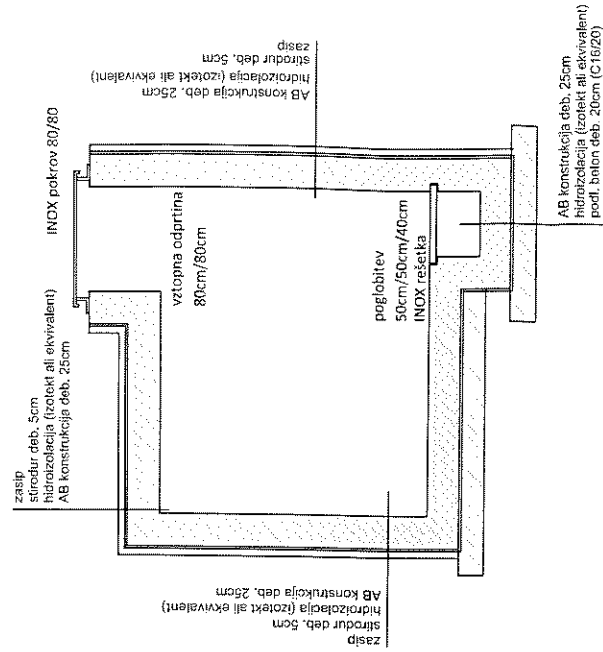 zasip
stirodur deb. 5cm
hidroizolacija (izotekt ali ekvivalent)
AB konstrukcija deb. 25cm
INOX pokrov 80/80
vztopna odprtina
80cm/80cm
AB konstrukcija deb. 25cm
hidroizolacija (izotekt ali ekvivalent)
stirodur deb. 5cm
zasip
poglobitev
50cm/50cm/40cm
INOX rešetka
AB konstrukcija deb. 25cm
hidroizolacija (izotekt ali ekvivalent)
stirodur deb. 5cm
zasip
AB konstrukcija deb. 25cm
hidroizolacija (izotekt ali ekvivalent)
podl. beton deb. 20cm (C16/20)